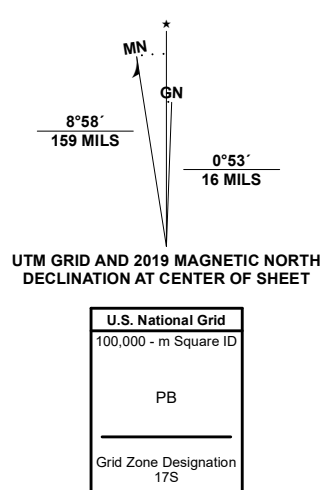 MN
GN
8°58´
159 MILS
0°53´
16 MILS
UTM GRID AND 2019 MAGNETIC NORTH
DECLINATION AT CENTER OF SHEET
U.S. National Grid
100,000 - m Square ID
PB
Grid Zone Designation
17S